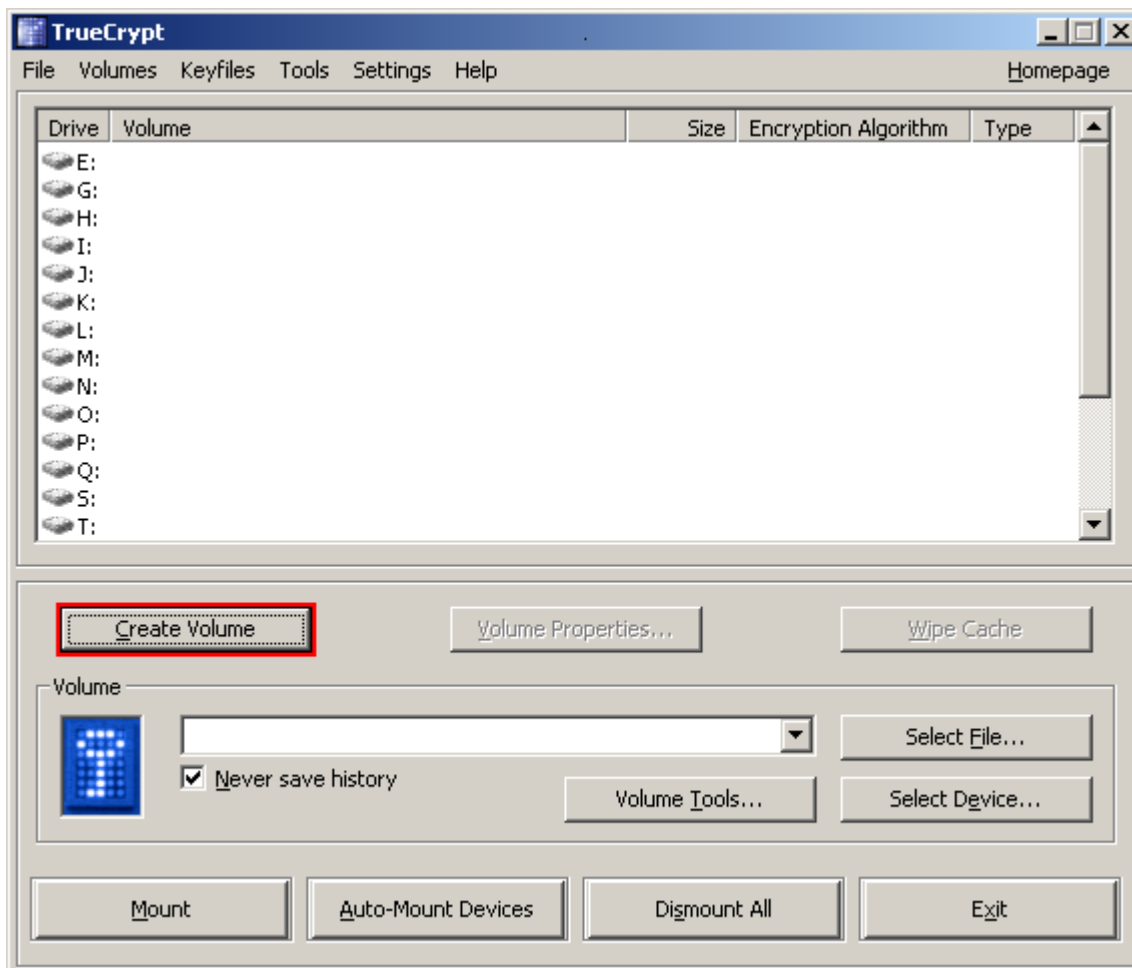 TrueCrypt
File Volumes Keyfiles Tools Settings Help Homepage
Drive Volume Size Encryption Algorithm Type
E:
G:
H:
I:
J:
K:
L:
M:
N:
O:
P:
Q:
S:
T:
Create Volume Volume Properties... Wipe Cache
Volume
Select File...
Never save history
Volume Tools... Select Device...
Mount Auto-Mount Devices Dismount All Exit